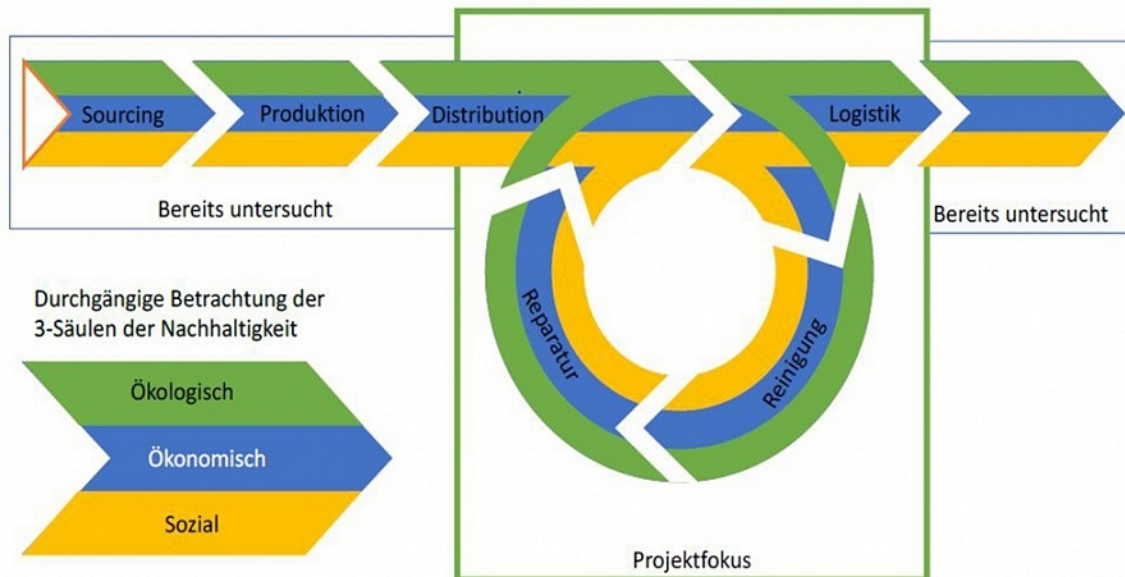 Sourcing
Produktion
Distribution
Logistik
Bereits untersucht
Bereits untersucht
Reparatur
Reinigung
Durchgängige Betrachtung der
3-Säulen der Nachhaltigkeit
Ökologisch
Ökonomisch
Sozial
Projektfokus